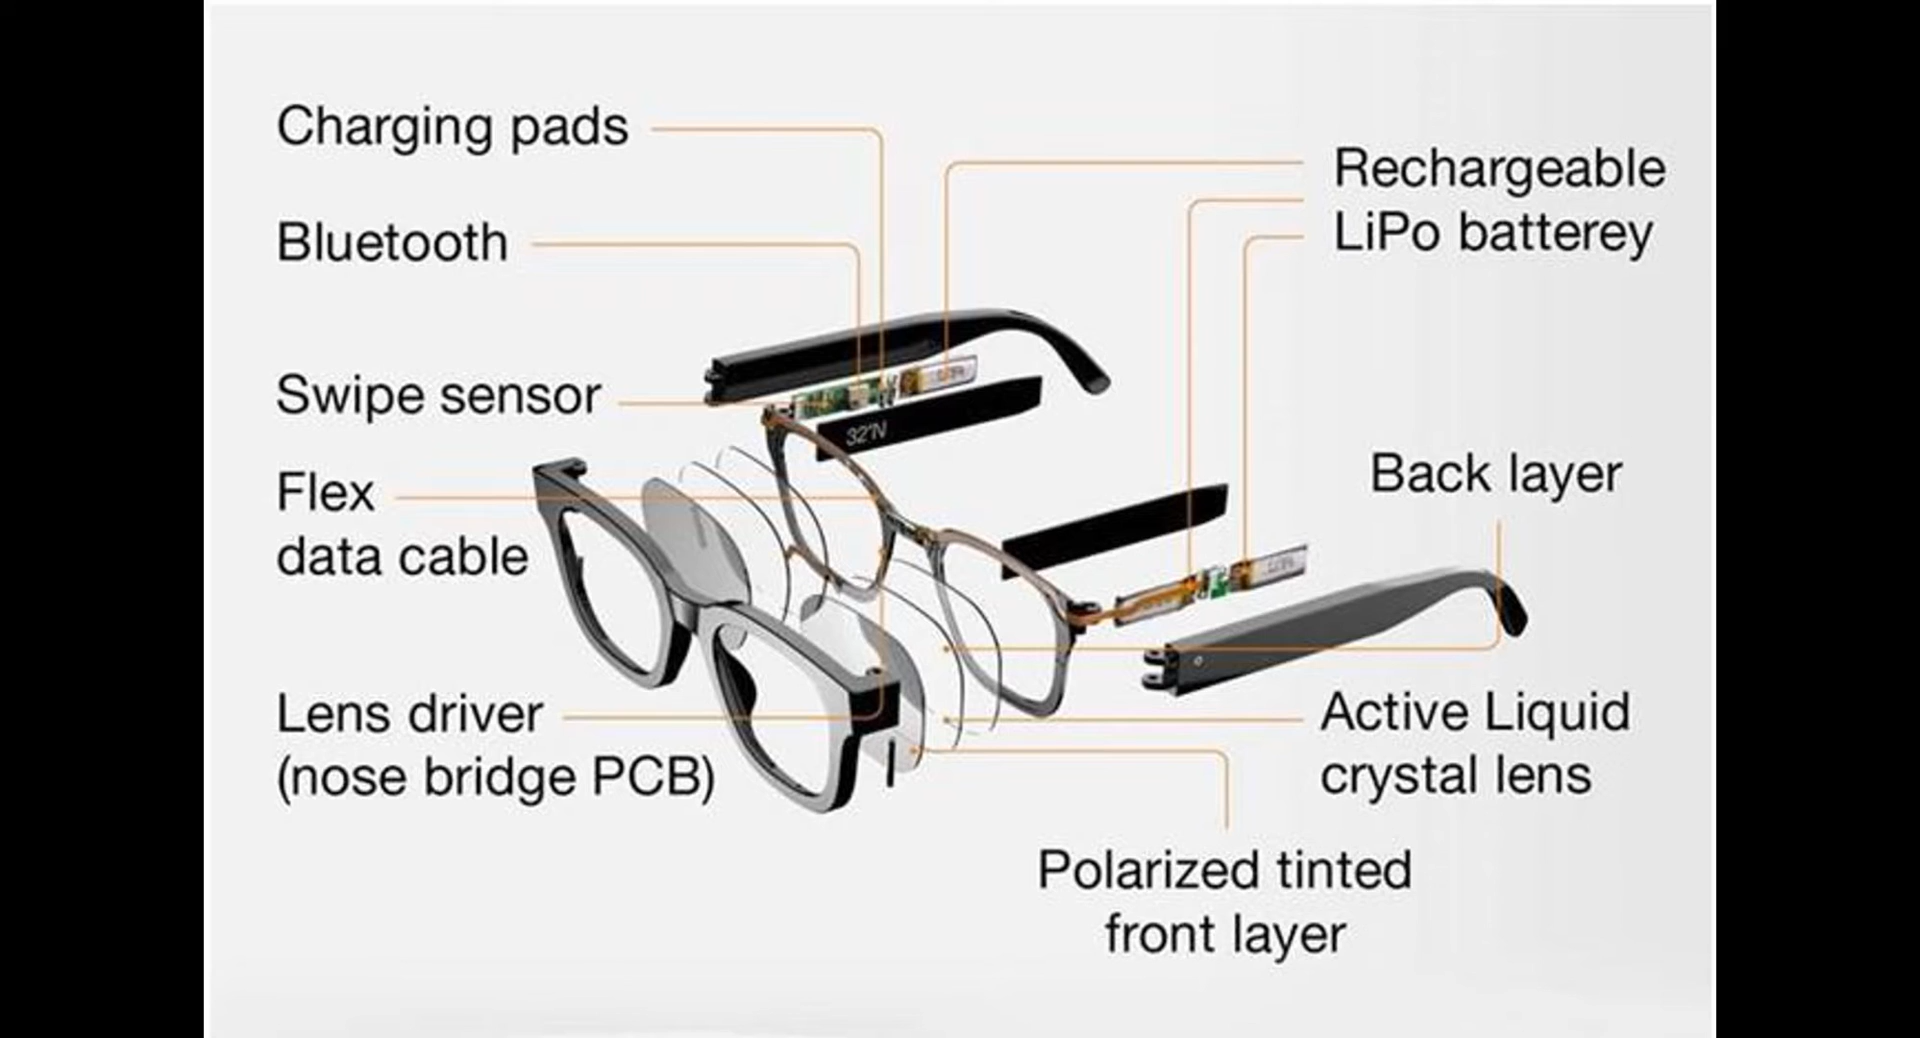 Charging pads
Bluetooth
Swipe sensor
Flex
data cable
Lens driver
(nose bridge PCB)
32°N
Rechargeable
LiPo batterey
Back layer
Active Liquid
crystal lens
Polarized tinted
front layer